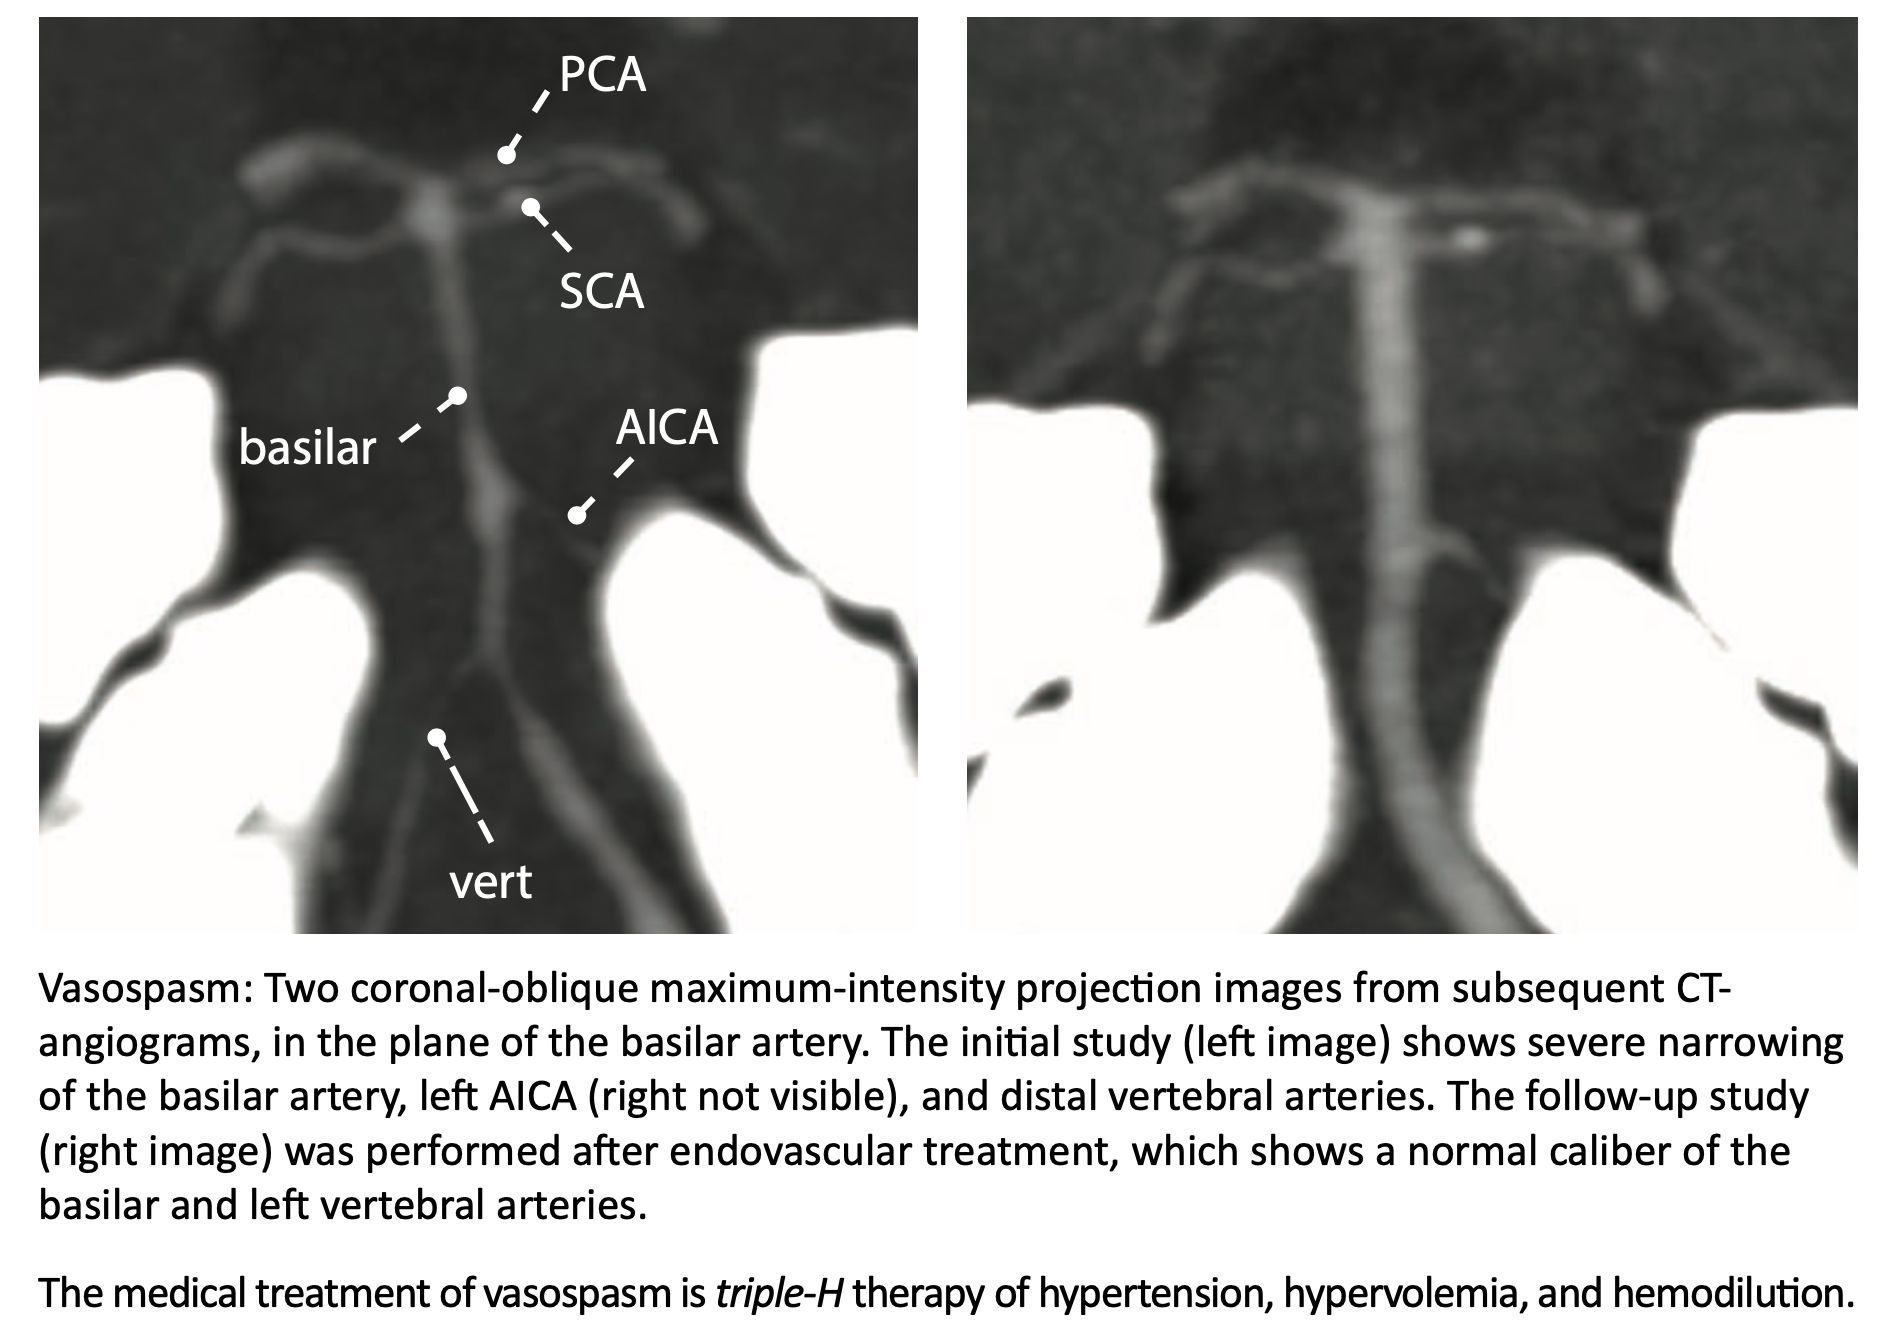 PCA
SCA
AICA
basilar
vert
Vasospasm: Two coronal-oblique maximum-intensity projection images from subsequent CT-
angiograms, in the plane of the basilar artery. The initial study (left image) shows severe narrowing
of the basilar artery, left AICA (right not visible), and distal vertebral arteries. The follow-up study
(right image) was performed after endovascular treatment, which shows a normal caliber of the
basilar and left vertebral arteries.
The medical treatment of vasospasm is triple-H therapy of hypertension, hypervolemia, and hemodilution.